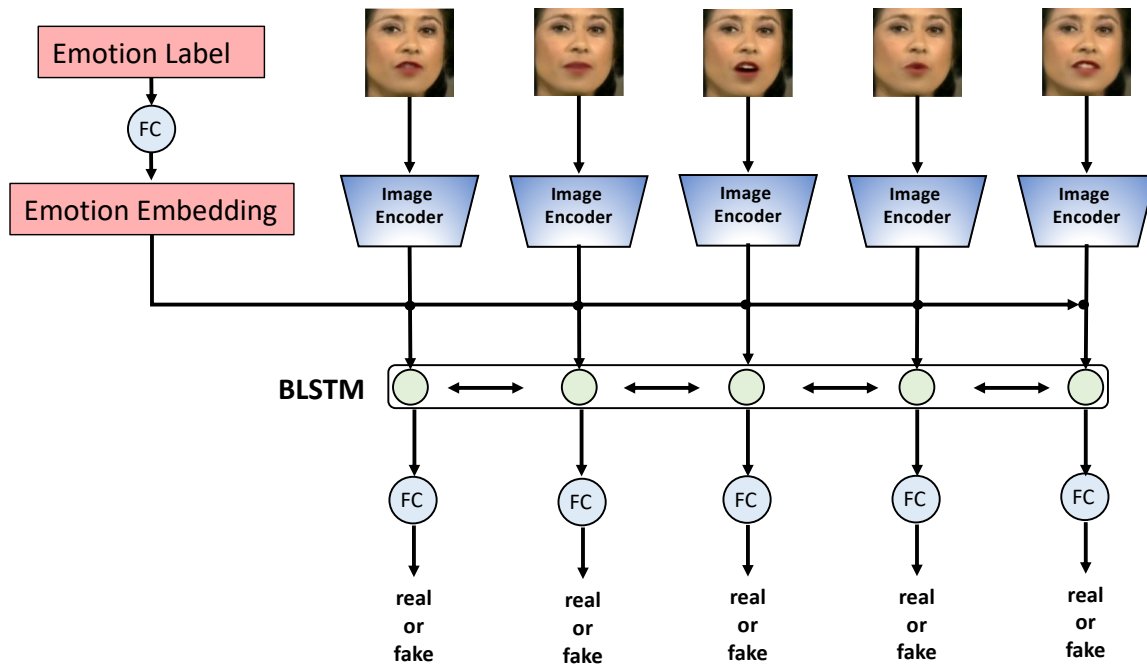 Emotion Label
FC
Emotion Embedding
Image
Encoder
Image
Encoder
Image
Encoder
Image
Encoder
Image
Encoder
BLSTM
FC
FC
FC
FC
FC
real
or
fake
real
or
fake
real
or
fake
real
or
fake
real
or
fake